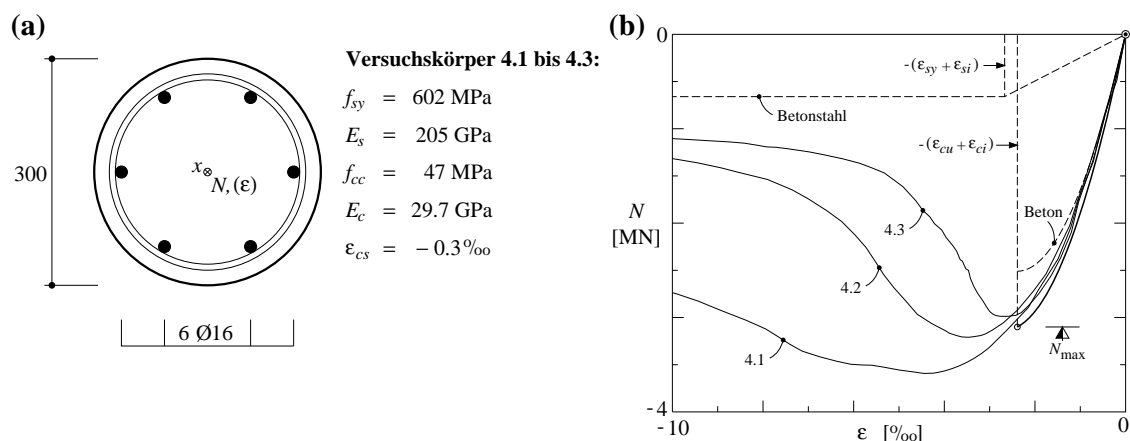 (a)
300
x
N, (ε)
6 Ø16
Versuchskörper 4.1 bis 4.3:
f_sy = 602 MPa
E_s = 205 GPa
f_cc = 47 MPa
E_c = 29.7 GPa
ε_cs = − 0.3‰
(b)
0
N
[MN]
-4
-(ε_sy + ε_si)
Betonstahl
-(ε_cu + ε_ci)
Beton
4.3
4.2
4.1
N_max
-10
ε [‰]
0